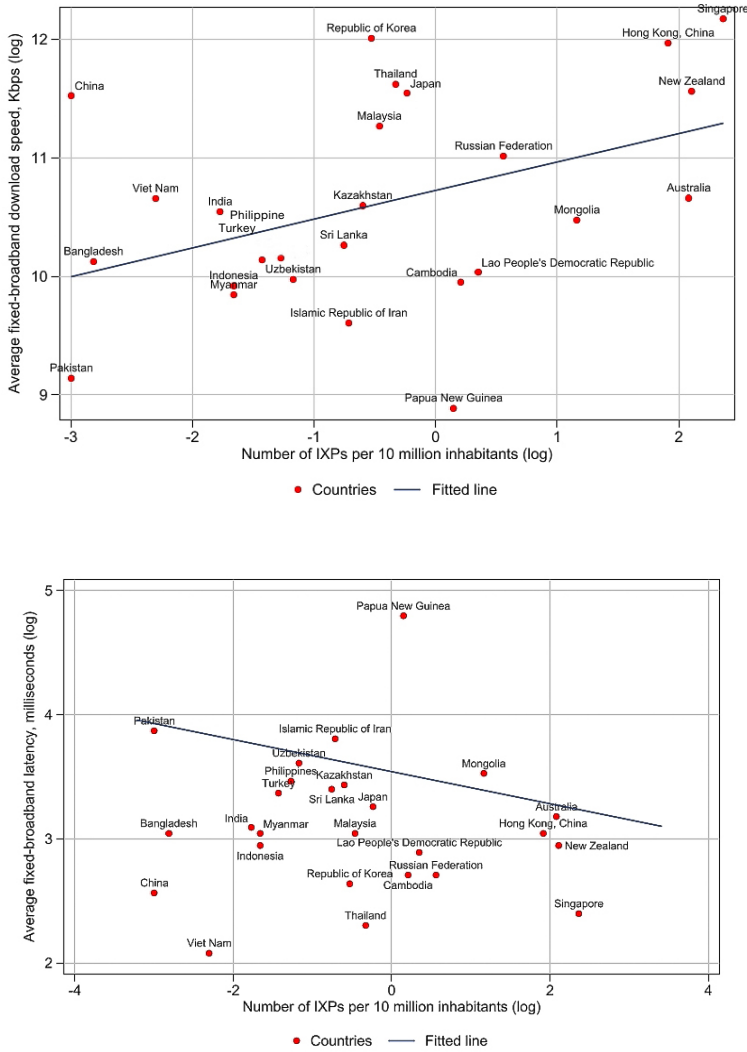 Singapore
12
Republic of Korea
Hong Kong, China
Thailand
Japan
New Zealand
China
Malaysia
Russian Federation
11
Viet Nam
India
Philippine
Turkey
Kazakhstan
Australia
Mongolia
Sri Lanka
Bangladesh
Lao People's Democratic Republic
Indonesia
Uzbekistan
Cambodia
10
Myanmar
Islamic Republic of Iran
Pakistan
9
Papua New Guinea
Average fixed-broadband download speed, Kbps (log)
-3 -2 -1 0 1 2
Number of IXPs per 10 million inhabitants (log)
Countries Fitted line
5
Papua New Guinea
4
Pakistan
Islamic Republic of Iran
Uzbekistan
Mongolia
Philippines
Kazakhstan
Turkey
Sri Lanka
Japan
Australia
Bangladesh
India
Myanmar
Malaysia
Hong Kong, China
3
Lao People's Democratic Republic
New Zealand
Indonesia
Russian Federation
Republic of Korea
Cambodia
China
Singapore
Thailand
Viet Nam
2
Average fixed-broadband latency, milliseconds (log)
-4 -2 0 2 4
Number of IXPs per 10 million inhabitants (log)
Countries Fitted line